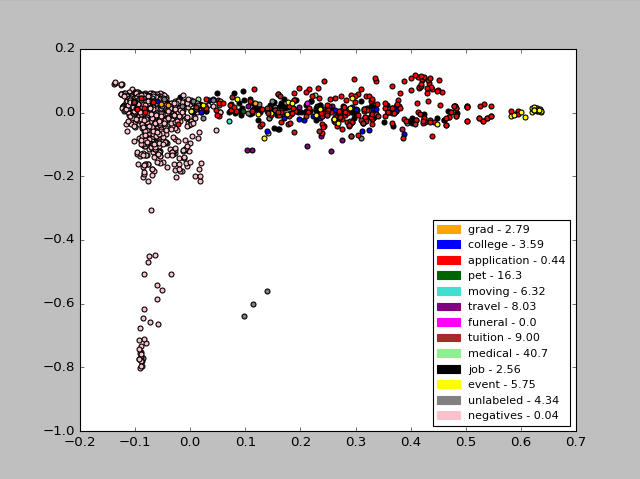 0.2
0.0
−0.2
−0.4
−0.6
−0.8
−1.0
−0.2 −0.1 0.0 0.1 0.2 0.3 0.4 0.5 0.6 0.7
grad - 2.79
college - 3.59
application - 0.44
pet - 16.3
moving - 6.32
travel - 8.03
funeral - 0.0
tuition - 9.00
medical - 40.7
job - 2.56
event - 5.75
unlabeled - 4.34
negatives - 0.04